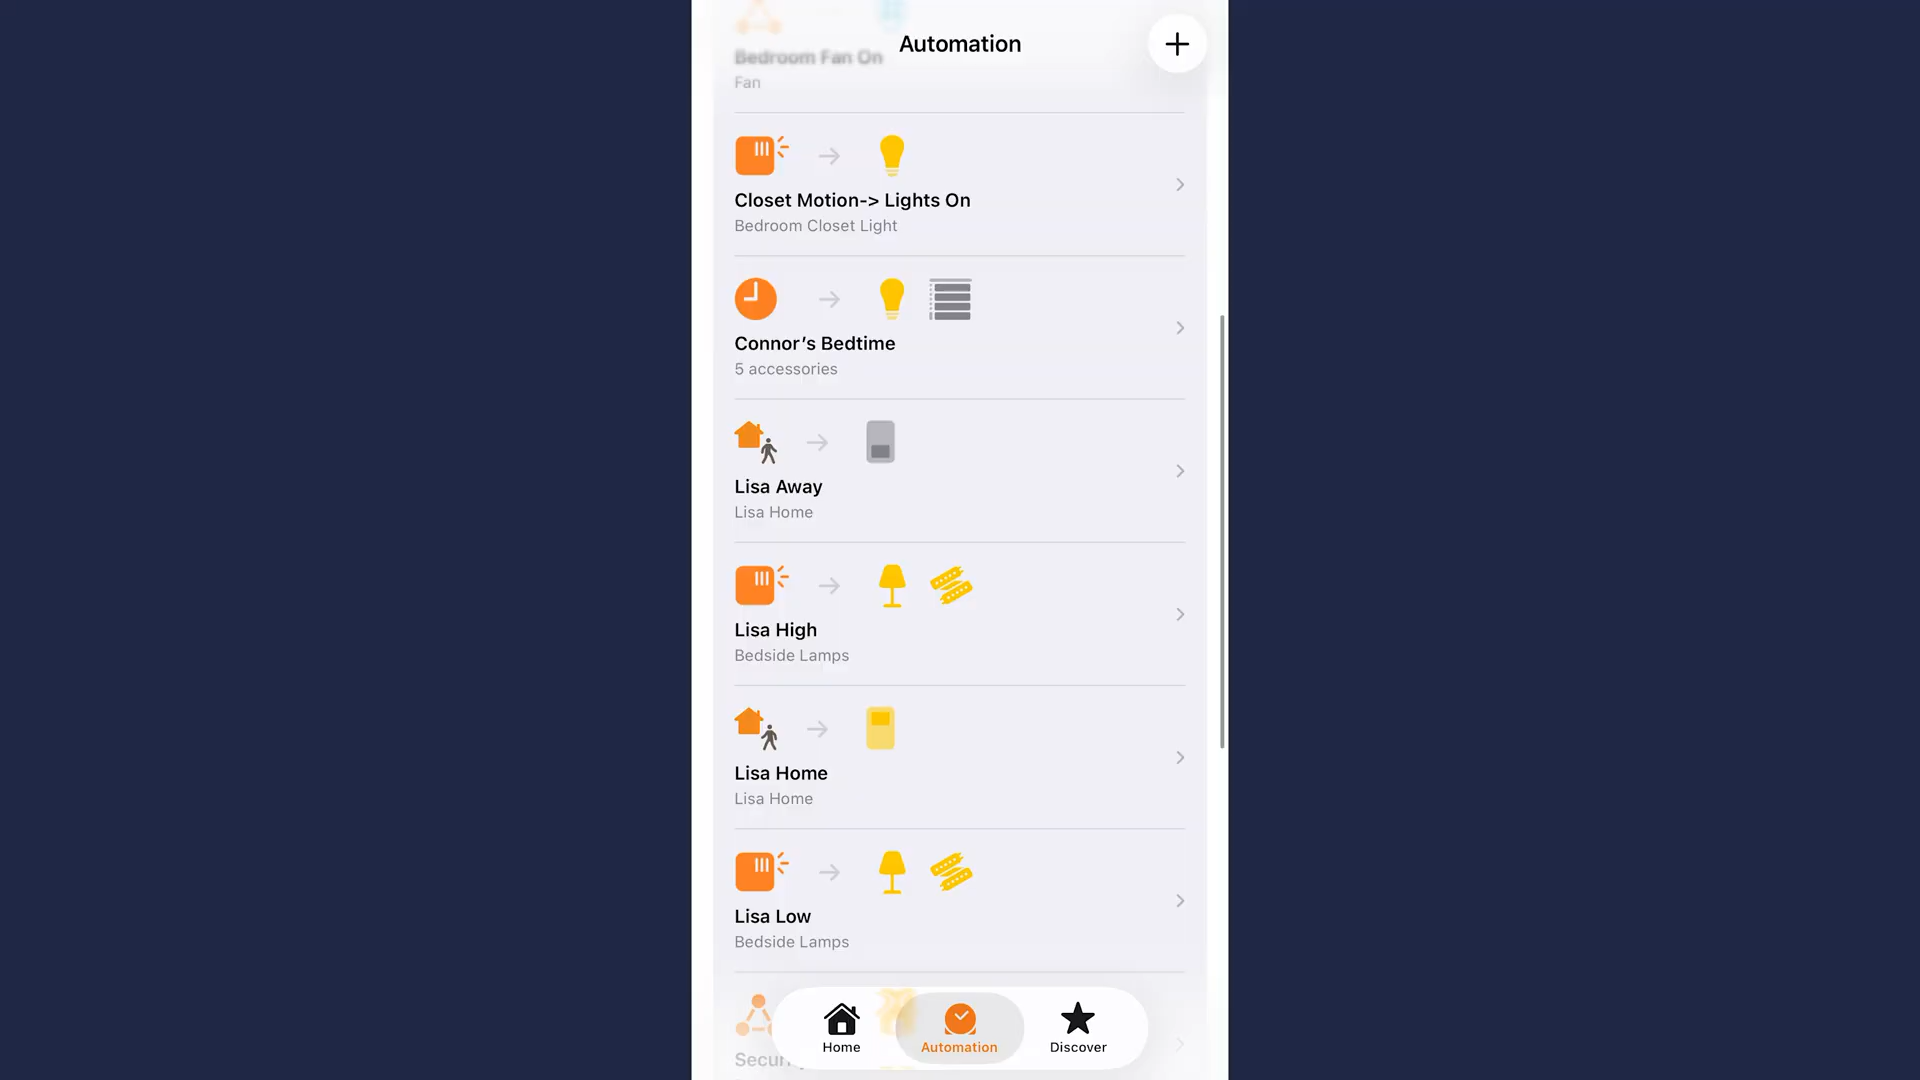 Automation
Bedroom Fan On
Fan
Closet Motion-> Lights On
Bedroom Closet Light
Connor’s Bedtime
5 accessories
Lisa Away
Lisa Home
Lisa High
Bedside Lamps
Lisa Home
Lisa Home
Lisa Low
Bedside Lamps
Home
Automation
Discover